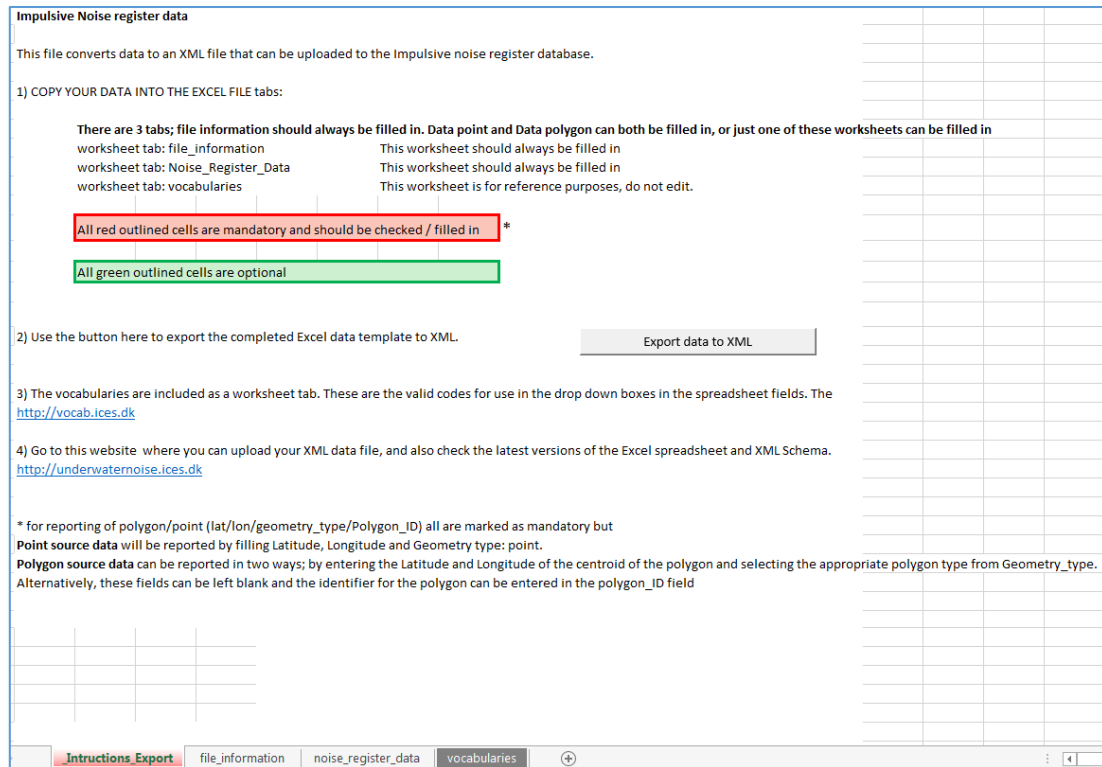 Impulsive Noise register data
This file converts data to an XML file that can be uploaded to the Impulsive noise register database.
1) COPY YOUR DATA INTO THE EXCEL FILE tabs:
There are 3 tabs; file information should always be filled in. Data point and Data polygon can both be filled in, or just one of these worksheets can be filled in
worksheet tab: file_information This worksheet should always be filled in
worksheet tab: Noise_Register_Data This worksheet should always be filled in
worksheet tab: vocabularies This worksheet is for reference purposes, do not edit.
All red outlined cells are mandatory and should be checked / filled in *
All green outlined cells are optional
2) Use the button here to export the completed Excel data template to XML. Export data to XML
3) The vocabularies are included as a worksheet tab. These are the valid codes for use in the drop down boxes in the spreadsheet fields. The
http://vocab.ices.dk
4) Go to this website  where you can upload your XML data file, and also check the latest versions of the Excel spreadsheet and XML Schema.
http://underwaternoise.ices.dk
* for reporting of polygon/point (lat/lon/geometry_type/Polygon_ID) all are marked as mandatory but
Point source data will be reported by filling Latitude, Longitude and Geometry type: point.
Polygon source data can be reported in two ways; by entering the Latitude and Longitude of the centroid of the polygon and selecting the appropriate polygon type from Geometry_type.
Alternatively, these fields can be left blank and the identifier for the polygon can be entered in the polygon_ID field
_Intructions_Export file_information noise_register_data vocabularies